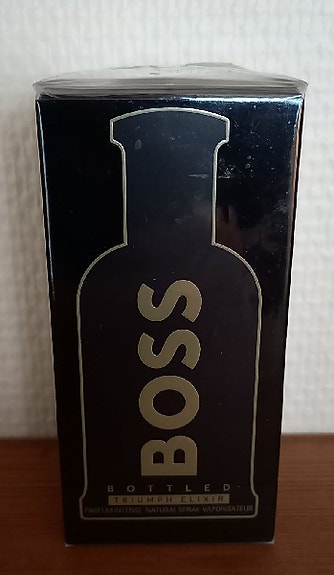 BOSS
BOTTLED
TRIUMPH ELIXIR
PARFUM INTENSE NATURAL SPRAY VAPORISATEUR